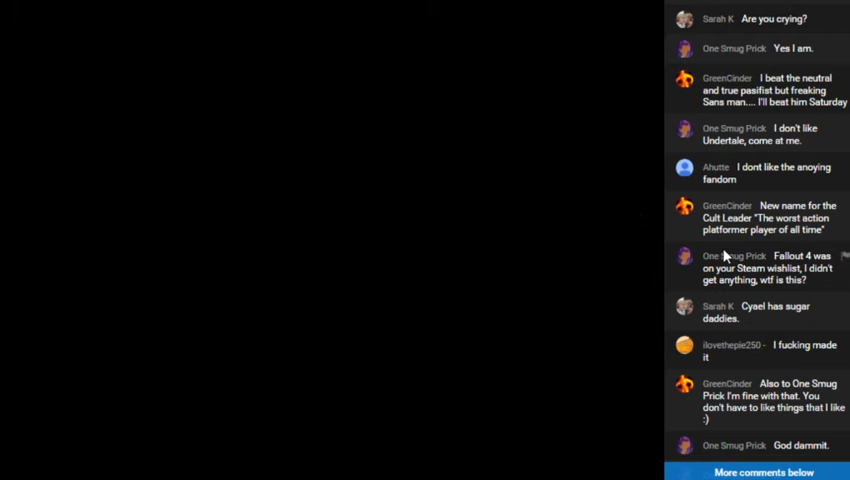 Sarah K Are you crying?
One Smug Prick Yes I am.
GreenCinder I beat the neutral
and true pasifist but freaking
Sans man.... I'll beat him Saturday
One Smug Prick I don't like
Undertale, come at me.
Ahutte I dont like the anoying
fandom
GreenCinder New name for the
Cult Leader "The worst action
platformer player of all time"
One Smug Prick Fallout 4 was
on your Steam wishlist, I didn't
get anything, wtf is this?
Sarah K Cyael has sugar
daddies.
ilovethepie250 - I fucking made
it
GreenCinder Also to One Smug
Prick I'm fine with that. You
don't have to like things that I like
:)
One Smug Prick God dammit.
More comments below